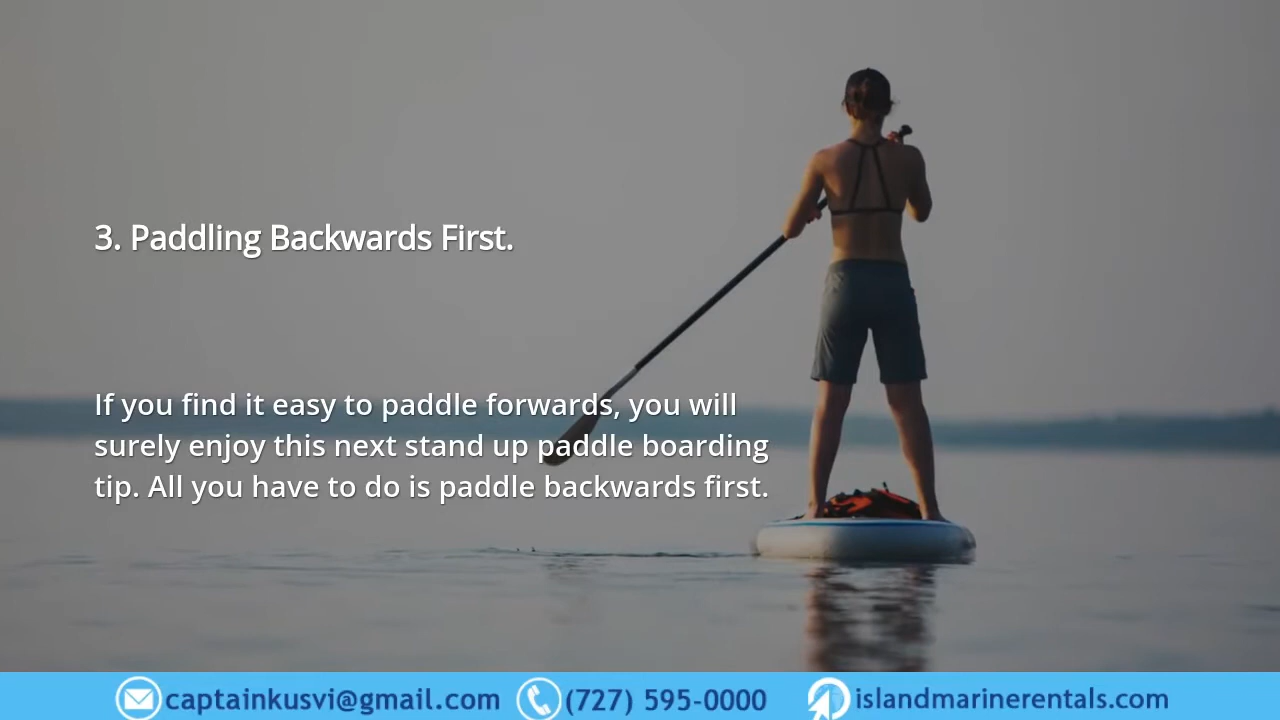 3. Paddling Backwards First.
If you find it easy to paddle forwards, you will
surely enjoy this next stand up paddle boarding
tip. All you have to do is paddle backwards first.
captainkusvi@gmail.com (727) 595-0000 islandmarinerentals.com